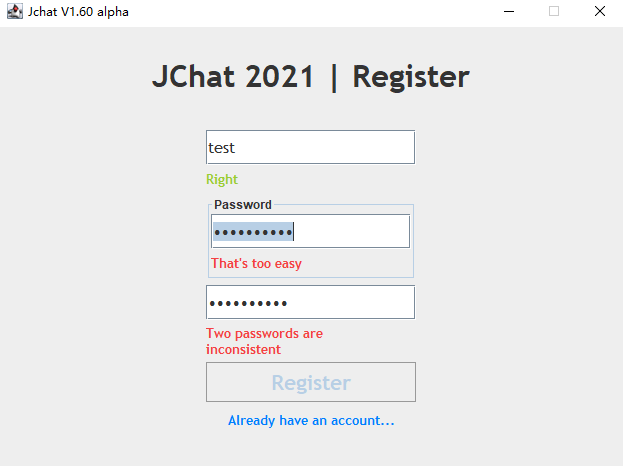 Jchat V1.60 alpha
JChat 2021 | Register
test
Right
Password
••••••••••
That's too easy
••••••••••
Two passwords are
inconsistent
Register
Already have an account...